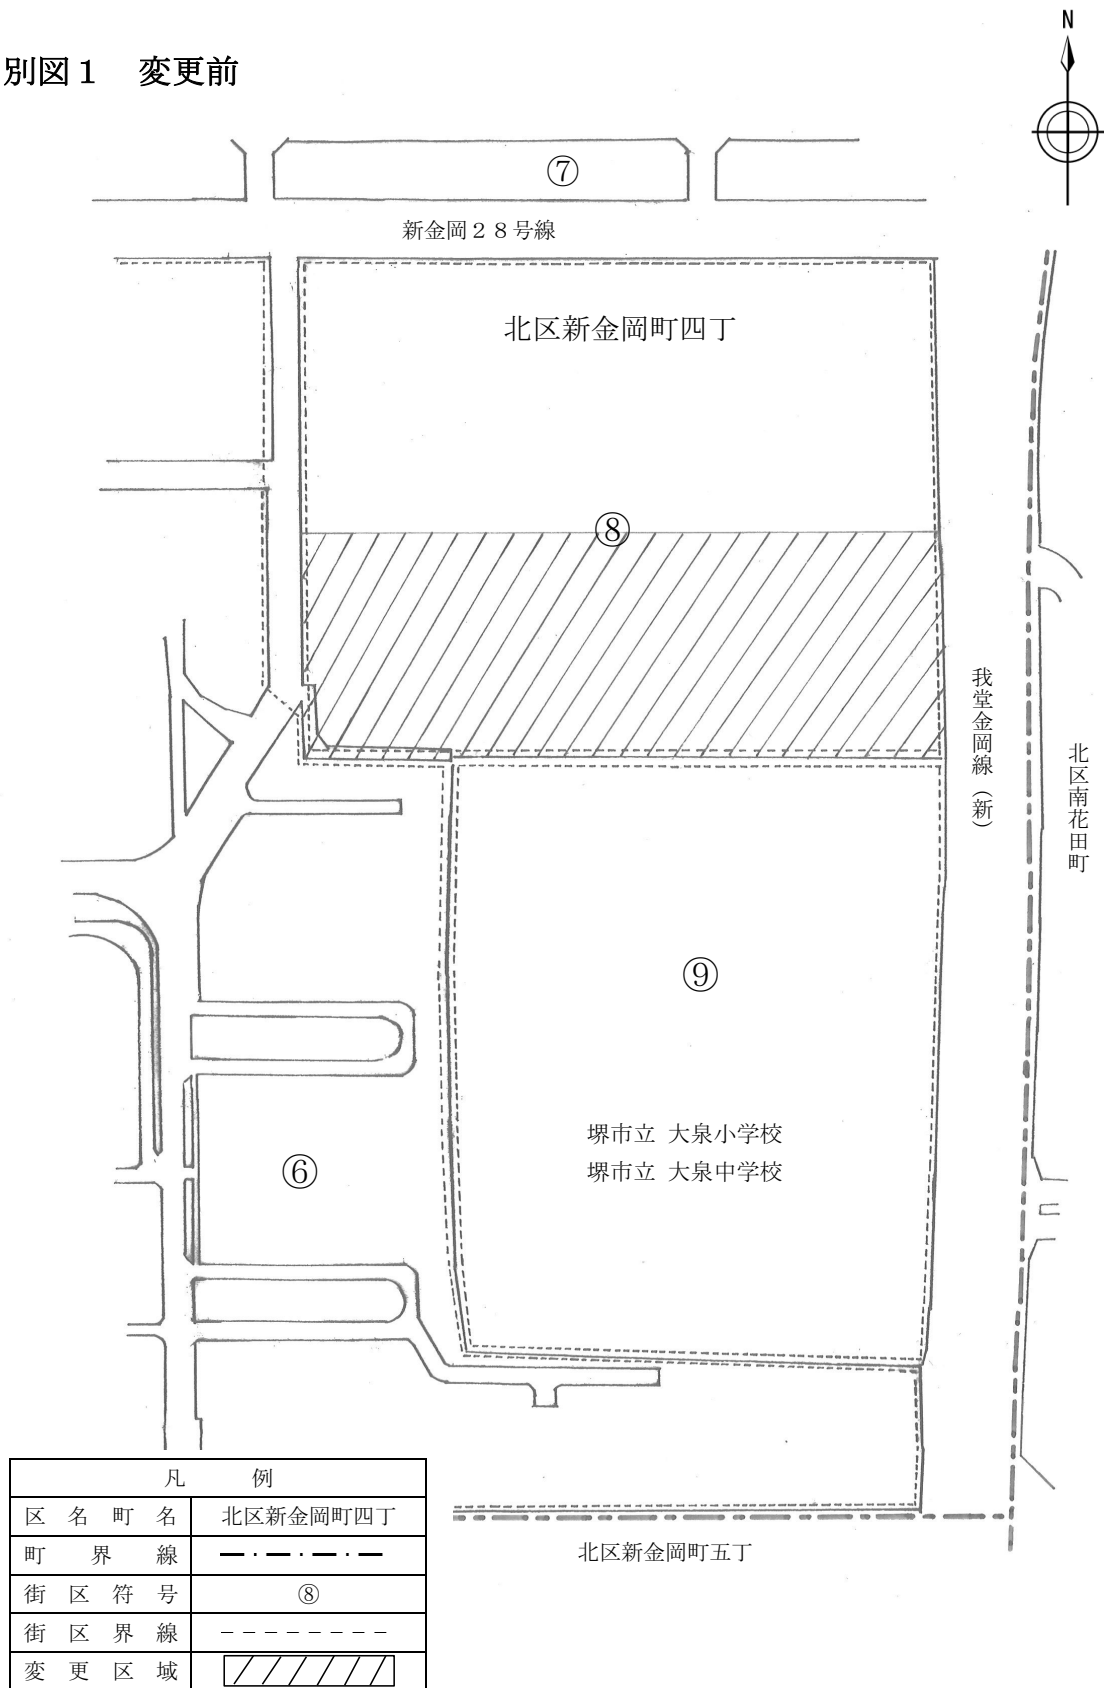 N
別図１　変更前
⑦
新金岡２８号線
北区新金岡町四丁
⑧
我堂金岡線（新）
北区南花田町
⑨
堺市立 大泉小学校
堺市立 大泉中学校
⑥
北区新金岡町五丁
凡　例
区名町名　北区新金岡町四丁
町界線
街区符号　⑧
街区界線
変更区域